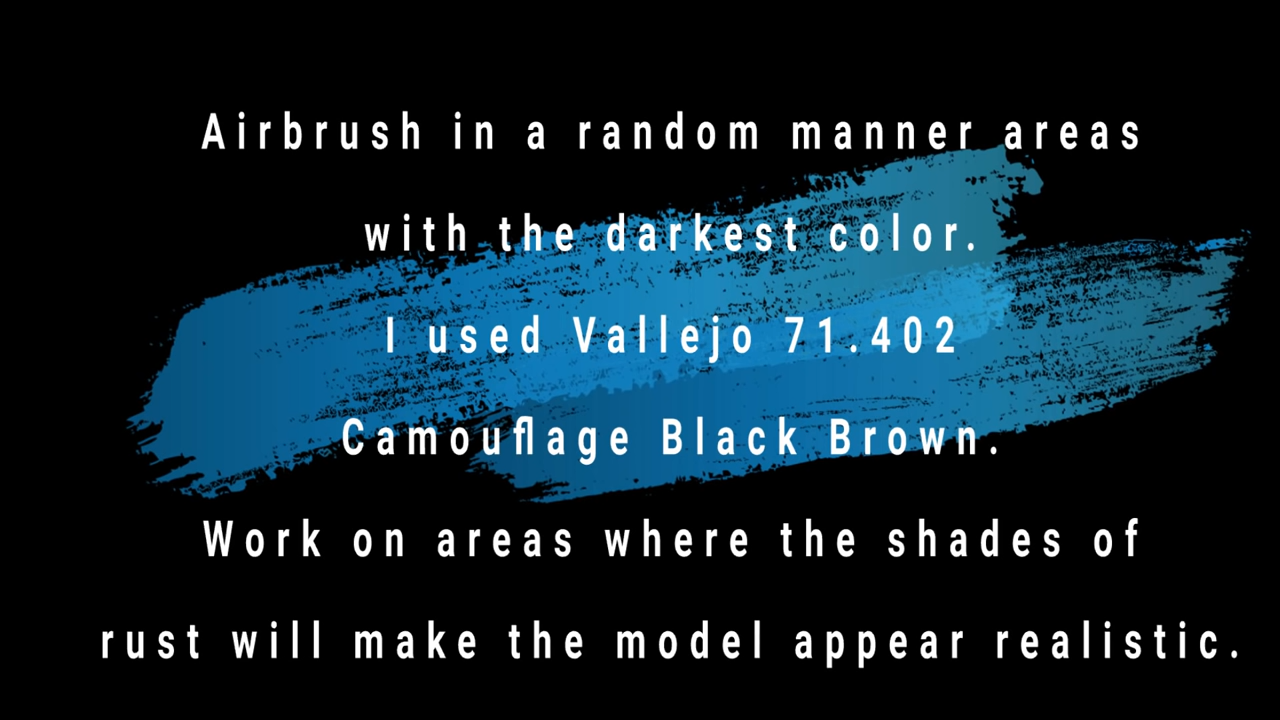 Airbrush in a random manner areas
with the darkest color.
I used Vallejo 71.402
Camouflage Black Brown.
Work on areas where the shades of
rust will make the model appear realistic.